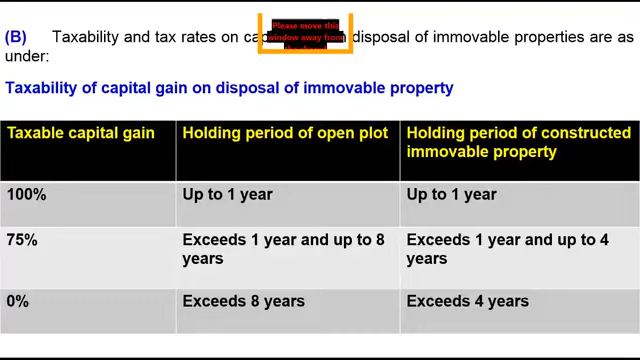 (B) Taxability and tax rates on disposal of immovable properties are as
Please move this
window away from
under:
Taxability of capital gain on disposal of immovable property
Taxable capital gain Holding period of open plot Holding period of constructed
immovable property
100% Up to 1 year Up to 1 year
75% Exceeds 1 year and up to 8 Exceeds 1 year and up to 4
years years
0% Exceeds 8 years Exceeds 4 years